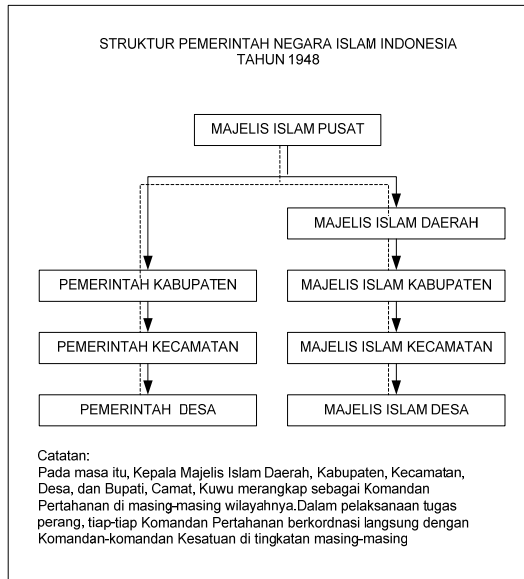 STRUKTUR PEMERINTAH NEGARA ISLAM INDONESIA
TAHUN 1948
MAJELIS ISLAM PUSAT
MAJELIS ISLAM DAERAH
PEMERINTAH KABUPATEN
MAJELIS ISLAM KABUPATEN
PEMERINTAH KECAMATAN
MAJELIS ISLAM KECAMATAN
PEMERINTAH DESA
MAJELIS ISLAM DESA
Catatan:
Pada masa itu, Kepala Majelis Islam Daerah, Kabupaten, Kecamatan,
Desa, dan Bupati, Camat, Kuwu merangkap sebagai Komandan
Pertahanan di masing-masing wilayahnya.Dalam pelaksanaan tugas
perang, tiap-tiap Komandan Pertahanan berkordnasi langsung dengan
Komandan-komandan Kesatuan di tingkatan masing-masing